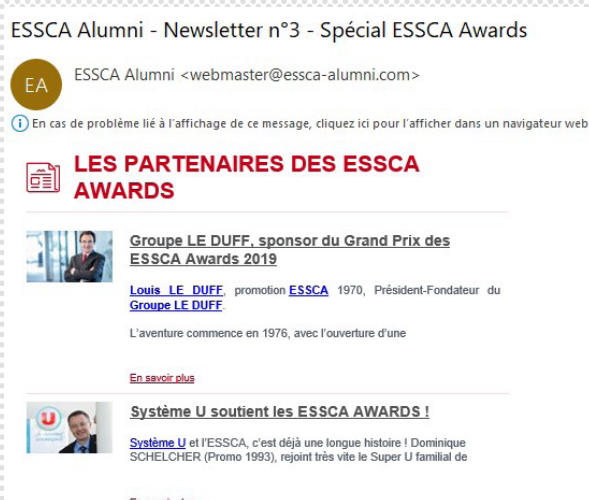 ESSCA Alumni - Newsletter n°3 - Spécial ESSCA Awards
EA
ESSCA Alumni <webmaster@essca-alumni.com>
En cas de problème lié à l'affichage de ce message, cliquez ici pour l'afficher dans un navigateur web
LES PARTENAIRES DES ESSCA
AWARDS
Groupe LE DUFF, sponsor du Grand Prix des
ESSCA Awards 2019
Louis LE DUFF, promotion ESSCA 1970, Président-Fondateur du
Groupe LE DUFF.
L'aventure commence en 1976, avec l'ouverture d'une
En savoir plus
U
Système U soutient les ESSCA AWARDS !
Système U et l'ESSCA, c'est déjà une longue histoire ! Dominique
SCHELCHER (Promo 1993), rejoint très vite le Super U familial de